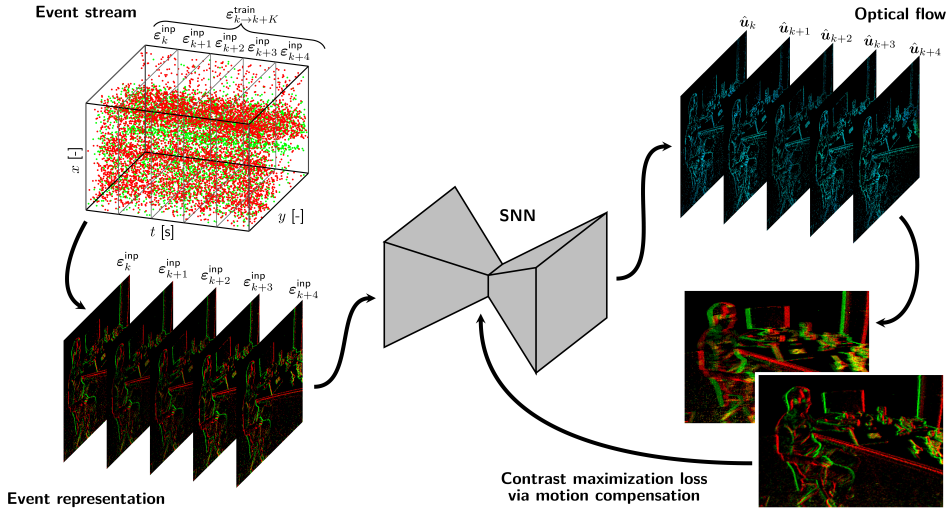 Event stream
ε^train_{k→k+K}
ε^inp_k ε^inp_{k+1} ε^inp_{k+2} ε^inp_{k+3} ε^inp_{k+4}
x [-]
t [s]
y [-]
ε^inp_k ε^inp_{k+1} ε^inp_{k+2} ε^inp_{k+3} ε^inp_{k+4}
Event representation
SNN
Optical flow
û_k û_{k+1} û_{k+2} û_{k+3} û_{k+4}
Contrast maximization loss
via motion compensation